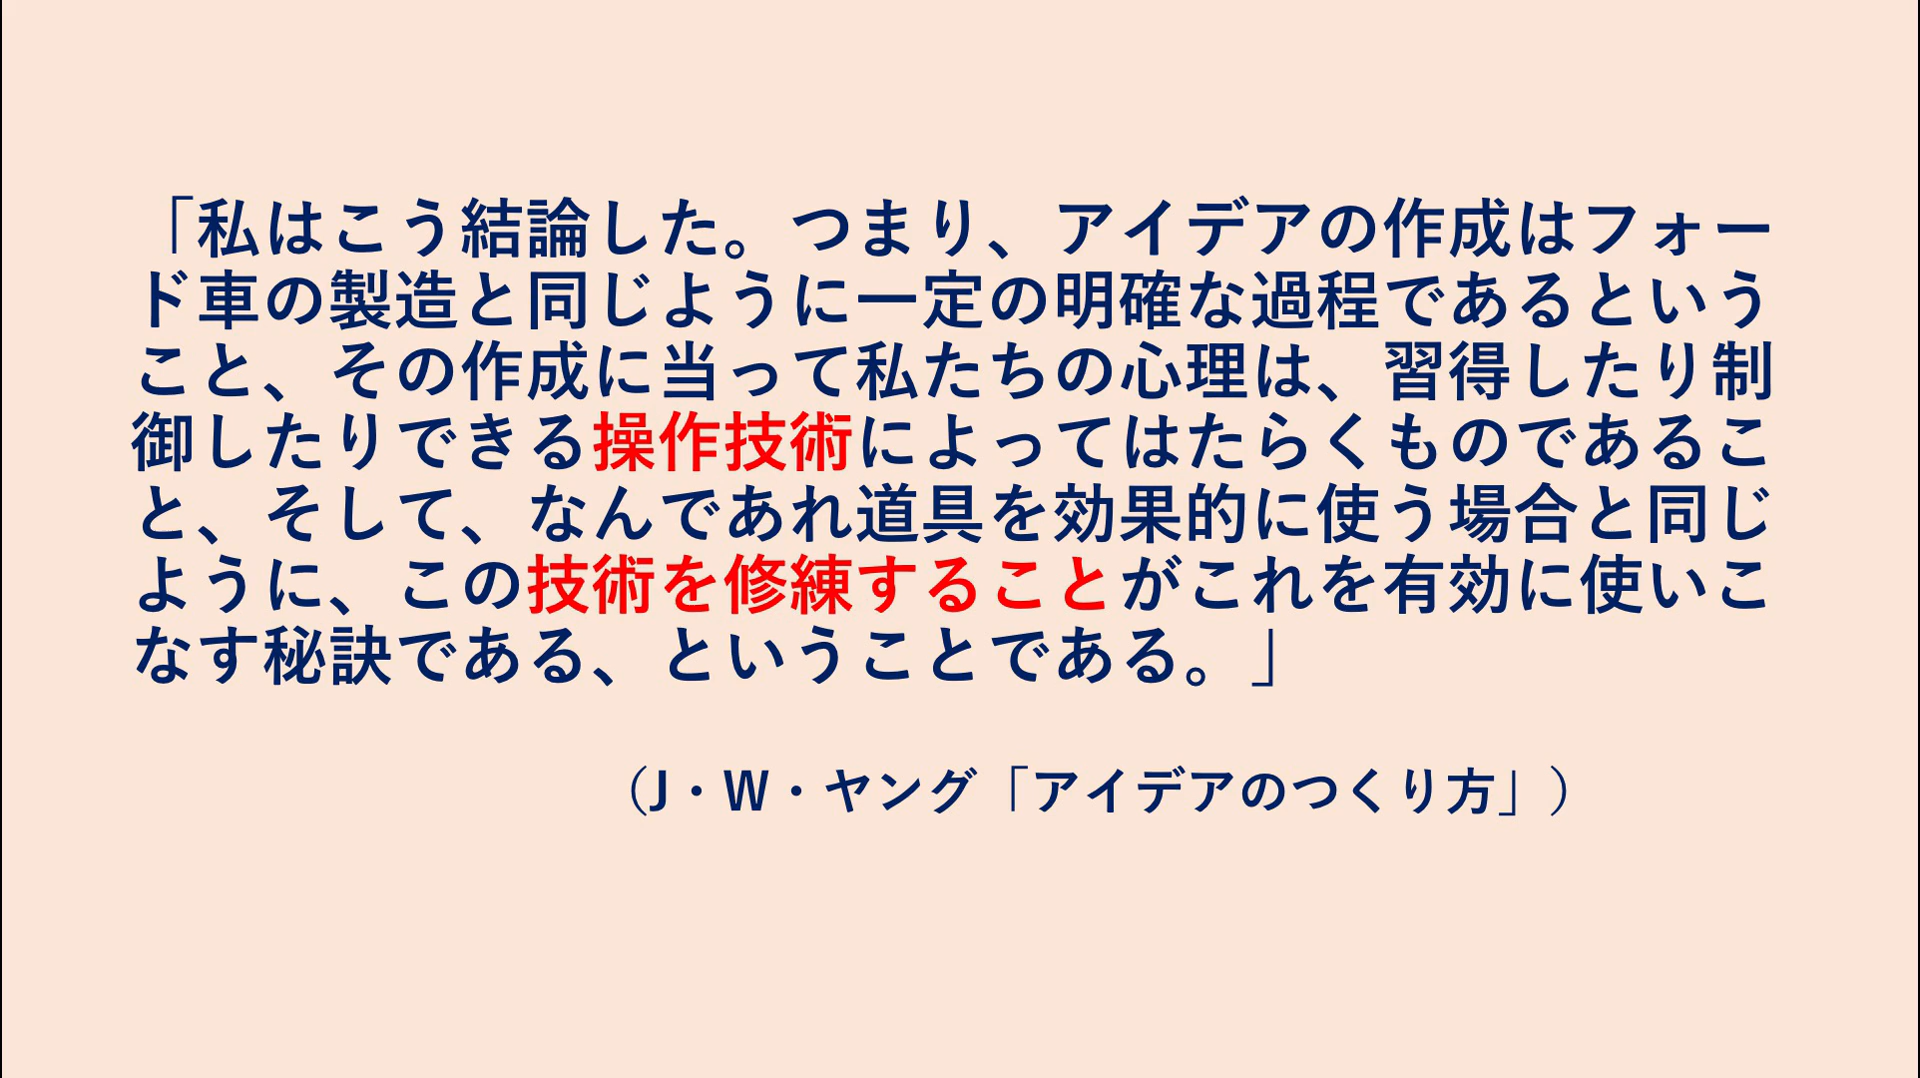 「私はこう結論した。つまり、アイデアの作成はフォー
ド車の製造と同じように一定の明確な過程であるという
こと、その作成に当って私たちの心理は、習得したり制
御したりできる操作技術によってはたらくものであるこ
と、そして、なんであれ道具を効果的に使う場合と同じ
ように、この技術を修練することがこれを有効に使いこ
なす秘訣である、ということである。」
（J・W・ヤング「アイデアのつくり方」）